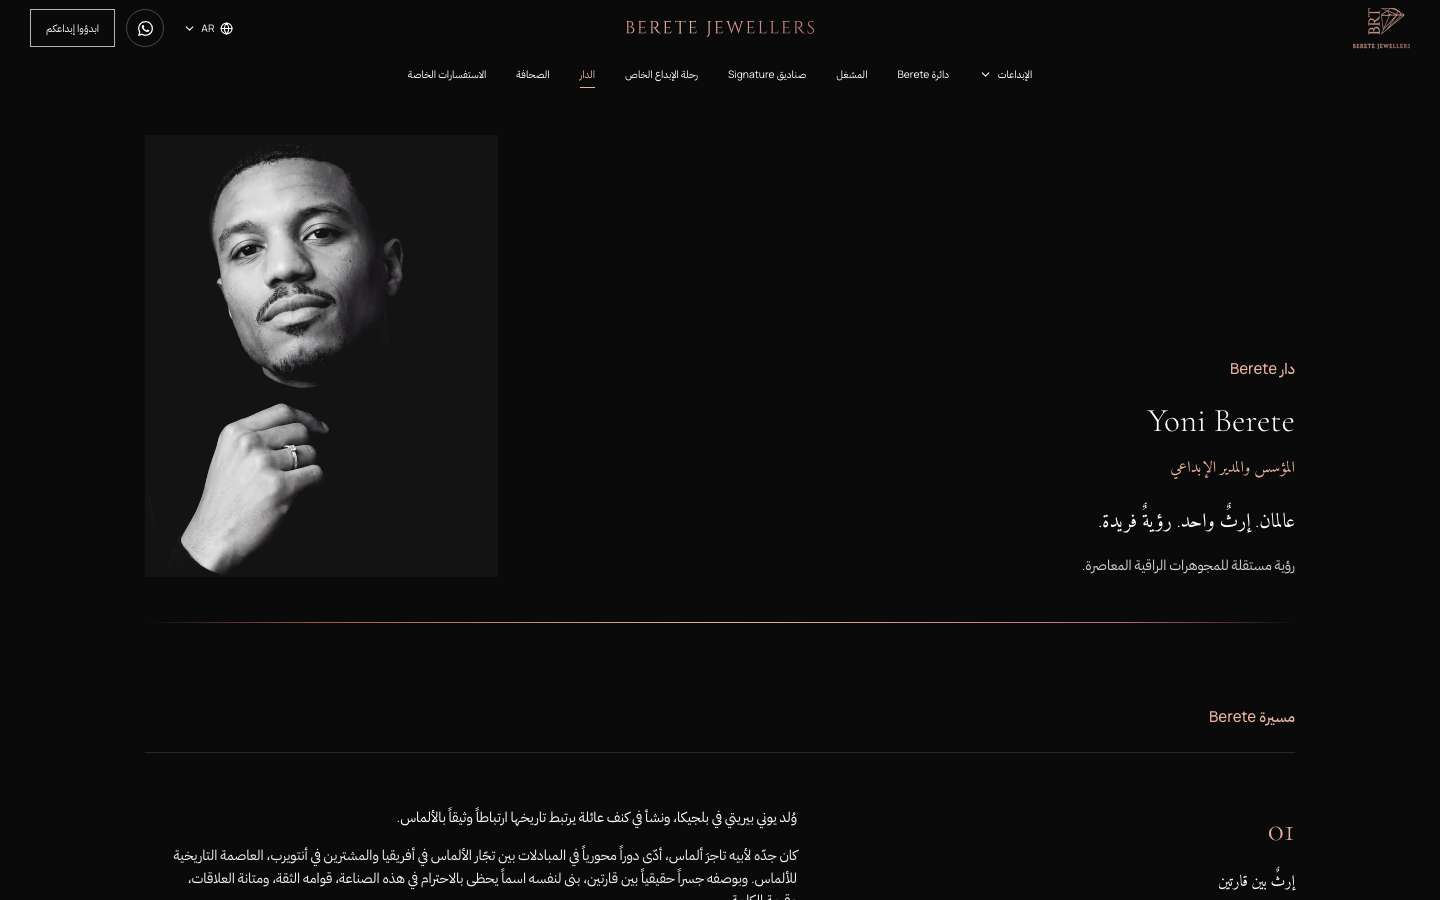 BRT
BERETE JEWELLERS
BERETE JEWELLERS
AR
ابدؤوا إبداعكم
الإبداعات
دائرة Berete
المشغل
صناديق Signature
رحلة الإبداع الخاص
الدار
الصحافة
الاستفسارات الخاصة
دار Berete
Yoni Berete
المؤسس والمدير الإبداعي
عالمان. إرثٌ واحد. رؤيةٌ فريدة.
رؤية مستقلة للمجوهرات الراقية المعاصرة.
مسيرة Berete
01
إرثٌ بين قارتين
وُلد يوني بيريتي في بلجيكا، ونشأ في كنف عائلة يرتبط تاريخها ارتباطاً وثيقاً بالألماس.
كان جدّه لأبيه تاجرَ ألماس، أدّى دوراً محورياً في المبادلات بين تجّار الألماس في أفريقيا والمشترين في أنتويرب، العاصمة التاريخية
للألماس. وبوصفه جسراً حقيقياً بين قارتين، بنى لنفسه اسماً يحظى بالاحترام في هذه الصناعة، قوامه الثقة، ومتانة العلاقات،